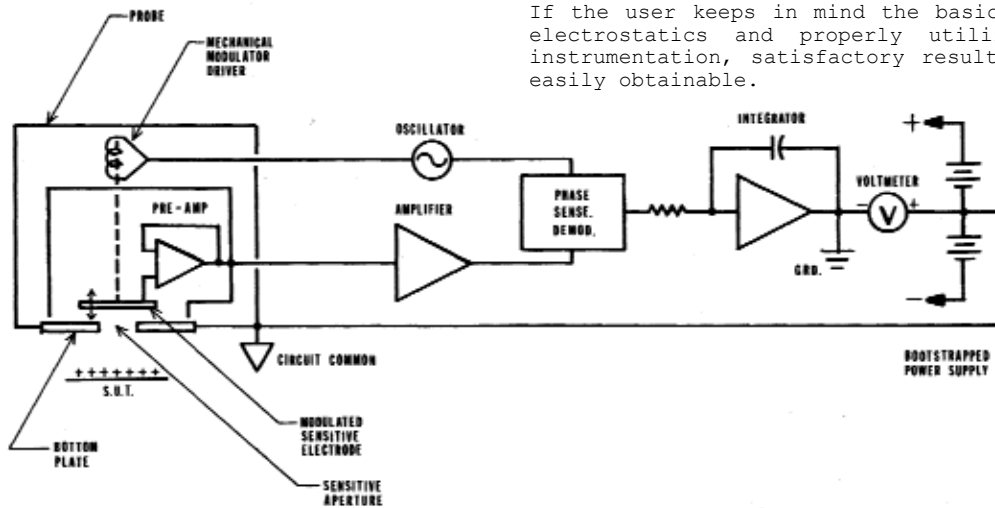 If the user keeps in mind the basic
electrostatics and properly utili
instrumentation, satisfactory result
easily obtainable.
PROBE
MECHANICAL
MODULATOR
DRIVER
OSCILLATOR
INTEGRATOR
+
PRE-AMP
AMPLIFIER
PHASE
SENSE.
DEMOD.
VOLTMETER
- V +
GRD.
-
CIRCUIT COMMON
BOOTSTRAPPED
POWER SUPPLY
+++++++
S.U.T.
MODULATED
SENSITIVE
ELECTRODE
BOTTOM
PLATE
SENSITIVE
APERTURE